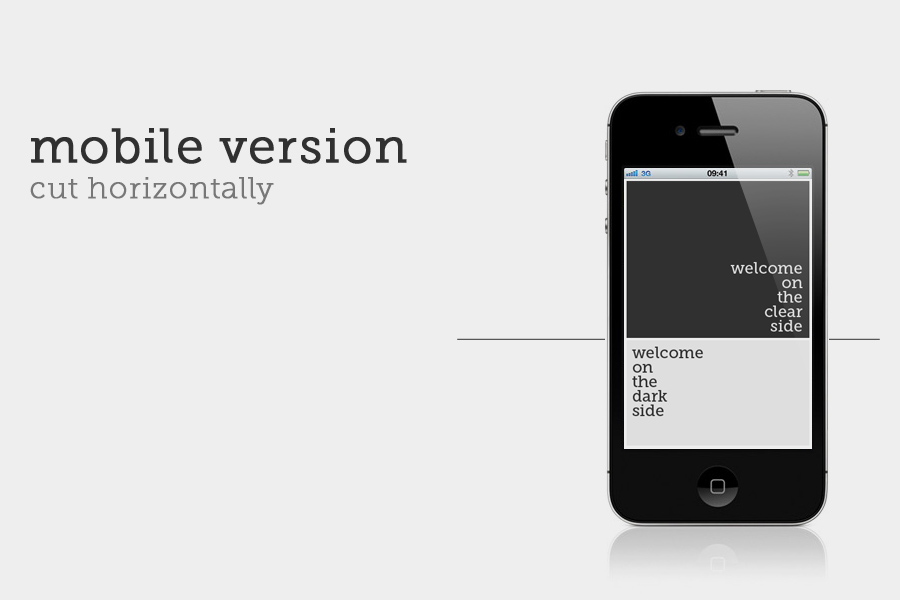 mobile version
cut horizontally
3G 09:41
welcome
on
the
clear
side
welcome
on
the
dark
side